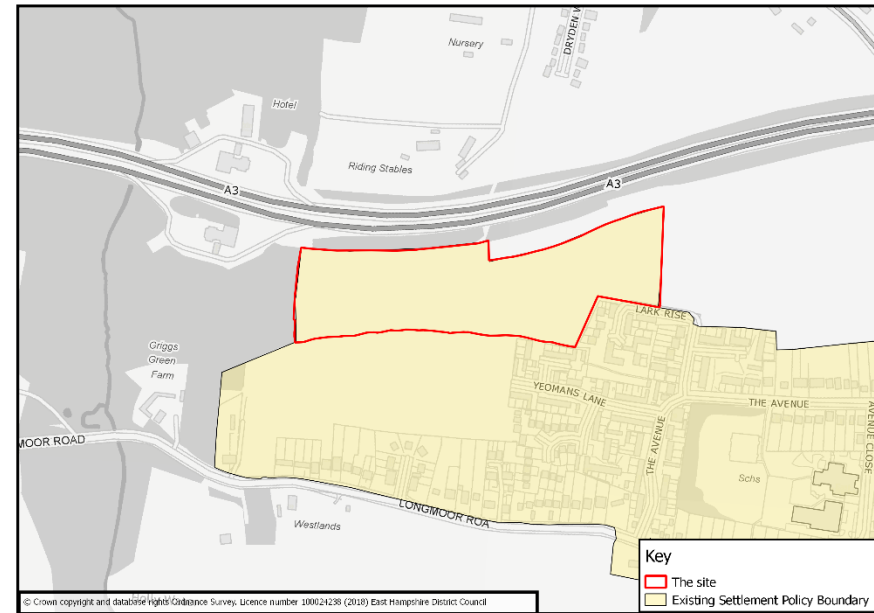 DRYDEN W
Nursery
Hotel
Riding Stables
A3
A3
LARK RISE
Griggs
Green
Farm
YEOMANS LANE
THE AVENUE
AVENUE CLOSE
MOOR ROAD
THE AVENUE
Schs
LONGMOOR ROA
Westlands
Key
The site
Existing Settlement Policy Boundary
© Crown copyright and database rights Ordnance Survey. Licence number 100024238 (2018) East Hampshire District Council